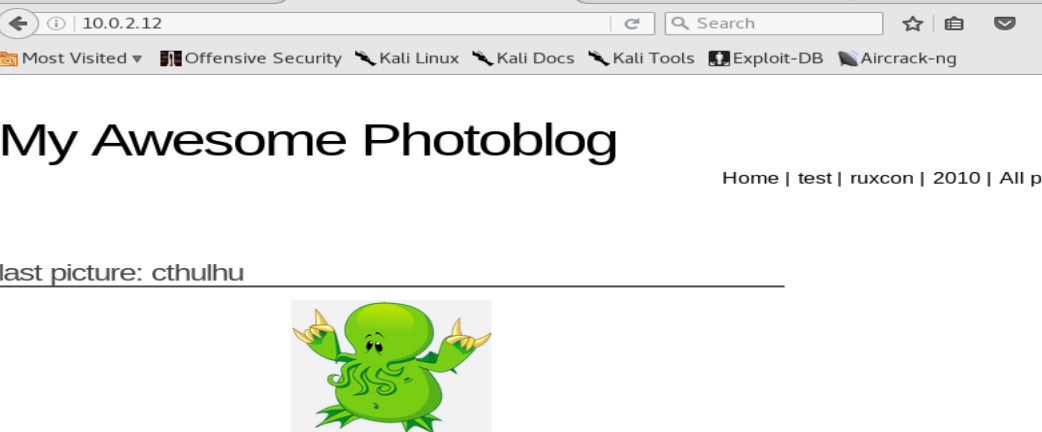 10.0.2.12 Search
Most Visited Offensive Security Kali Linux Kali Docs Kali Tools Exploit-DB Aircrack-ng
My Awesome Photoblog
Home | test | ruxcon | 2010 | All p
last picture: cthulhu